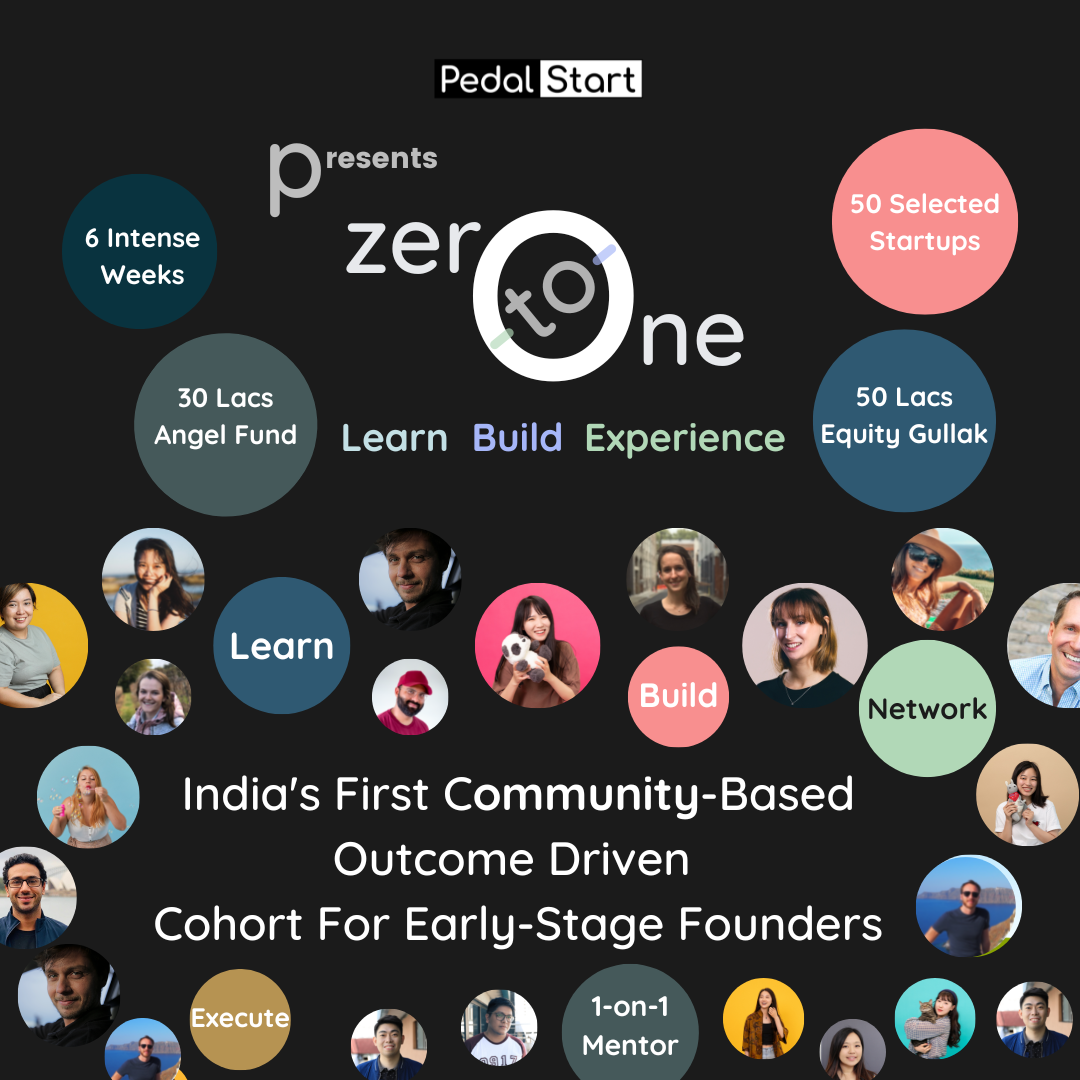 Pedal Start
Presents
zerO
to
One
6 Intense
Weeks
50 Selected
Startups
30 Lacs
Angel Fund
Learn Build Experience
50 Lacs
Equity Gullak
Learn
Build
Network
India's First Community-Based
Outcome Driven
Cohort For Early-Stage Founders
Execute
1-on-1
Mentor